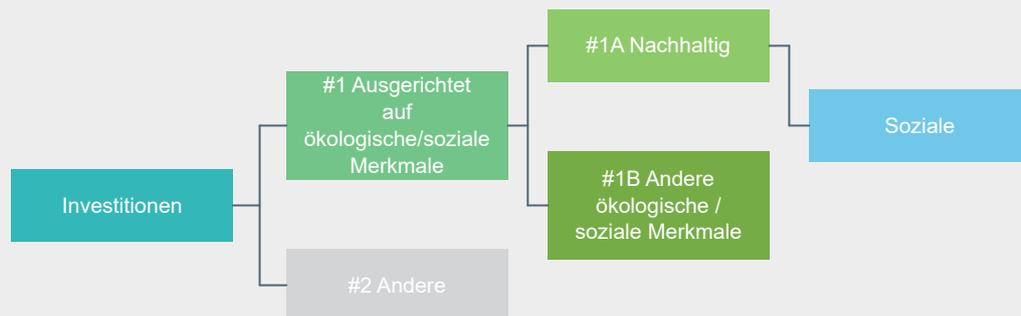 #1A Nachhaltig
#1 Ausgerichtet
auf
ökologische/soziale
Merkmale
Soziale
#1B Andere
ökologische /
soziale Merkmale
Investitionen
#2 Andere